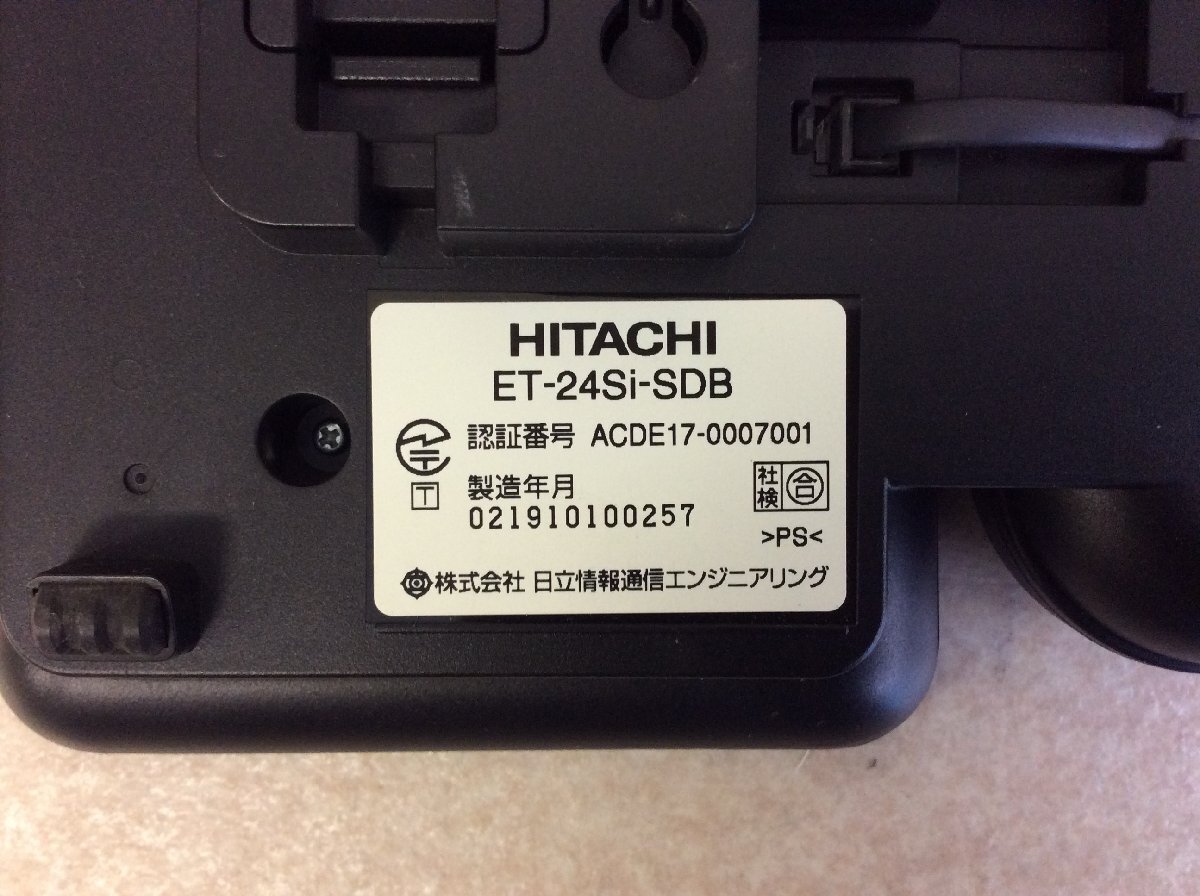 HITACHI
ET-24Si-SDB
認証番号 ACDE17-0007001
製造年月
021910100257
社検 合
>PS<
株式会社 日立情報通信エンジニアリング